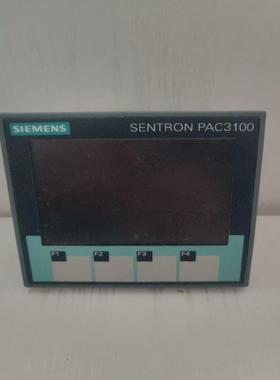 SIEMENS SENTRON PAC3100
F1 F2 F3 F4